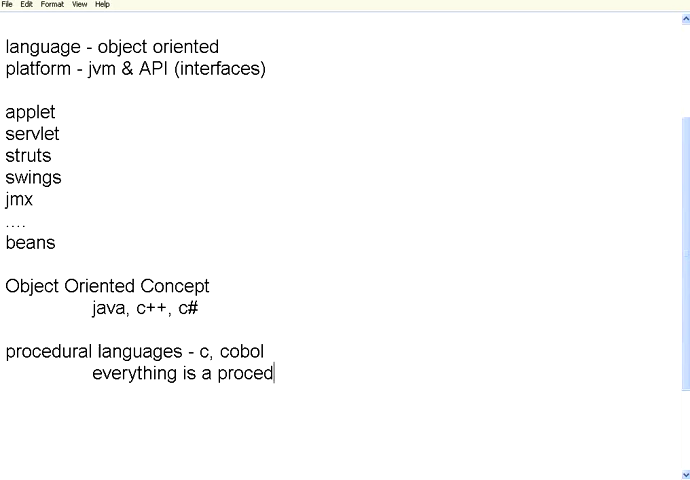 File Edit Format View Help
language - object oriented
platform - jvm & API (interfaces)
applet
servlet
struts
swings
jmx
....
beans
Object Oriented Concept
java, c++, c#
procedural languages - c, cobol
everything is a proced